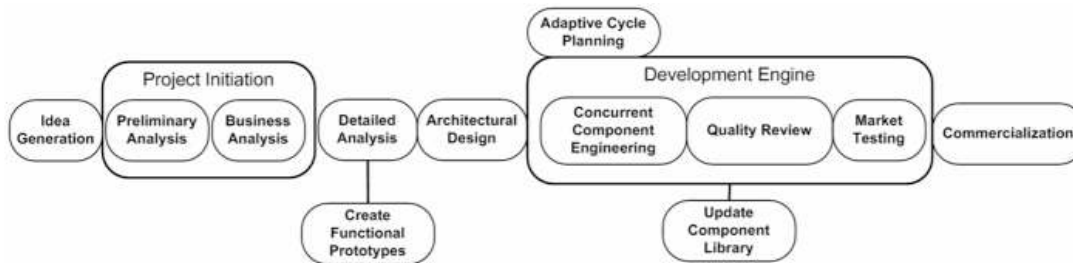 Adaptive Cycle
Planning
Project Initiation
Development Engine
Idea
Generation
Preliminary
Analysis
Business
Analysis
Detailed
Analysis
Architectural
Design
Concurrent
Component
Engineering
Quality Review
Market
Testing
Commercialization
Create
Functional
Prototypes
Update
Component
Library